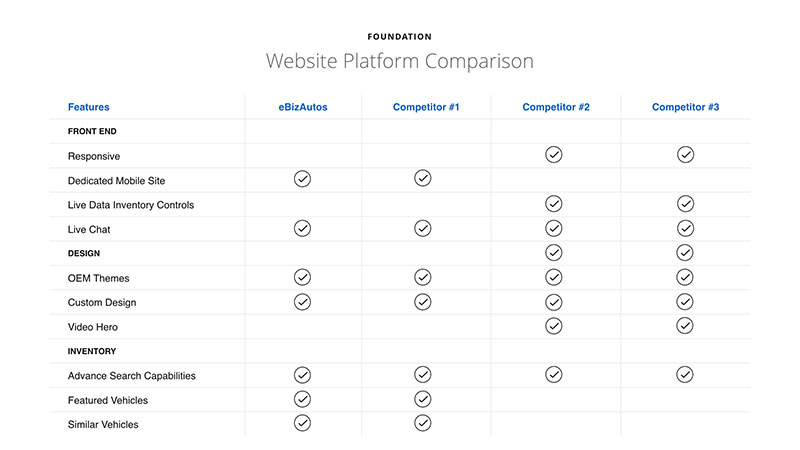 FOUNDATION
Website Platform Comparison
Features eBizAutos Competitor #1 Competitor #2 Competitor #3
FRONT END
Responsive
Dedicated Mobile Site
Live Data Inventory Controls
Live Chat
DESIGN
OEM Themes
Custom Design
Video Hero
INVENTORY
Advance Search Capabilities
Featured Vehicles
Similar Vehicles